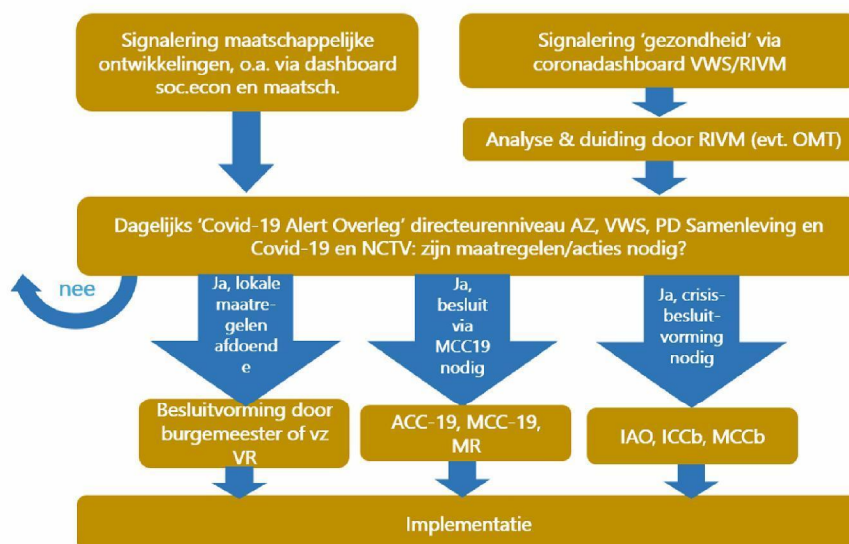 Signalering maatschappelijke
ontwikkelingen, o.a. via dashboard
soc.econ en maatsch.
Signalering ‘gezondheid’ via
coronadashboard VWS/RIVM
Analyse & duiding door RIVM (evt. OMT)
Dagelijks ‘Covid-19 Alert Overleg’ directeurenniveau AZ, VWS, PD Samenleving en
Covid-19 en NCTV: zijn maatregelen/acties nodig?
nee
Ja, lokale
maatre-
gelen
afdoend
e
Ja,
besluit
via
MCC19
nodig
Ja, crisis-
besluit-
vorming
nodig
Besluitvorming door
burgemeester of vz
VR
ACC-19, MCC-19,
MR
IAO, ICCb, MCCb
Implementatie